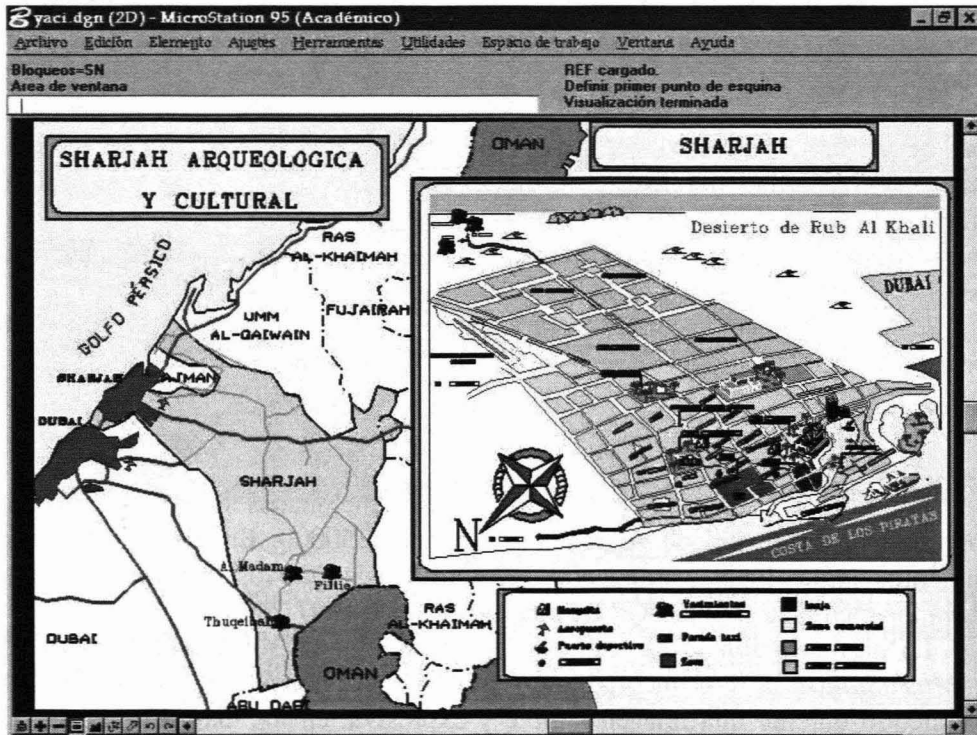 yaci.dgn (2D) - MicroStation 95 (Académico)
Archivo Edición Elemento Ajustes Herramientas Utilidades Espacio de trabajo Ventana Ayuda
Bloqueos=SN
Area de ventana
REF cargado.
Definir primer punto de esquina
Visualización terminada
SHARJAH ARQUEOLOGICA
Y CULTURAL
OMAN
SHARJAH
RAS
AL-KHAIMAH
GOLFO PÉRSICO
UMM
AL-QAIWAIN
FUJAIRAH
SHARJAH
AJMAN
DUBAI
SHARJAH
Al Madam
Filie
Thuqeibah
RAS
AL-KHAIMAH
DUBAI
OMAN
ABU DABI
Desierto de Rub Al Khali
DUBAI
N
COSTA DE LOS PIRATAS
Mezquita
Aeropuerto
Puerto deportivo
Yacimientos
Parada taxi
Zoco
lonja
Zona comercial